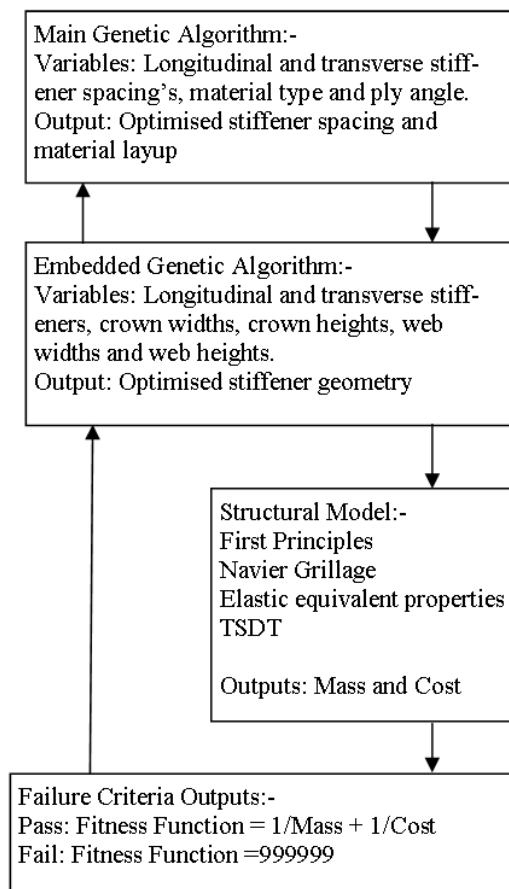 Main Genetic Algorithm:-
Variables: Longitudinal and transverse stiff-
ener spacing's, material type and ply angle.
Output: Optimised stiffener spacing and
material layup
Embedded Genetic Algorithm:-
Variables: Longitudinal and transverse stiff-
eners, crown widths, crown heights, web
widths and web heights.
Output: Optimised stiffener geometry
Structural Model:-
First Principles
Navier Grillage
Elastic equivalent properties
TSDT
Outputs: Mass and Cost
Failure Criteria Outputs:-
Pass: Fitness Function = 1/Mass + 1/Cost
Fail: Fitness Function =999999